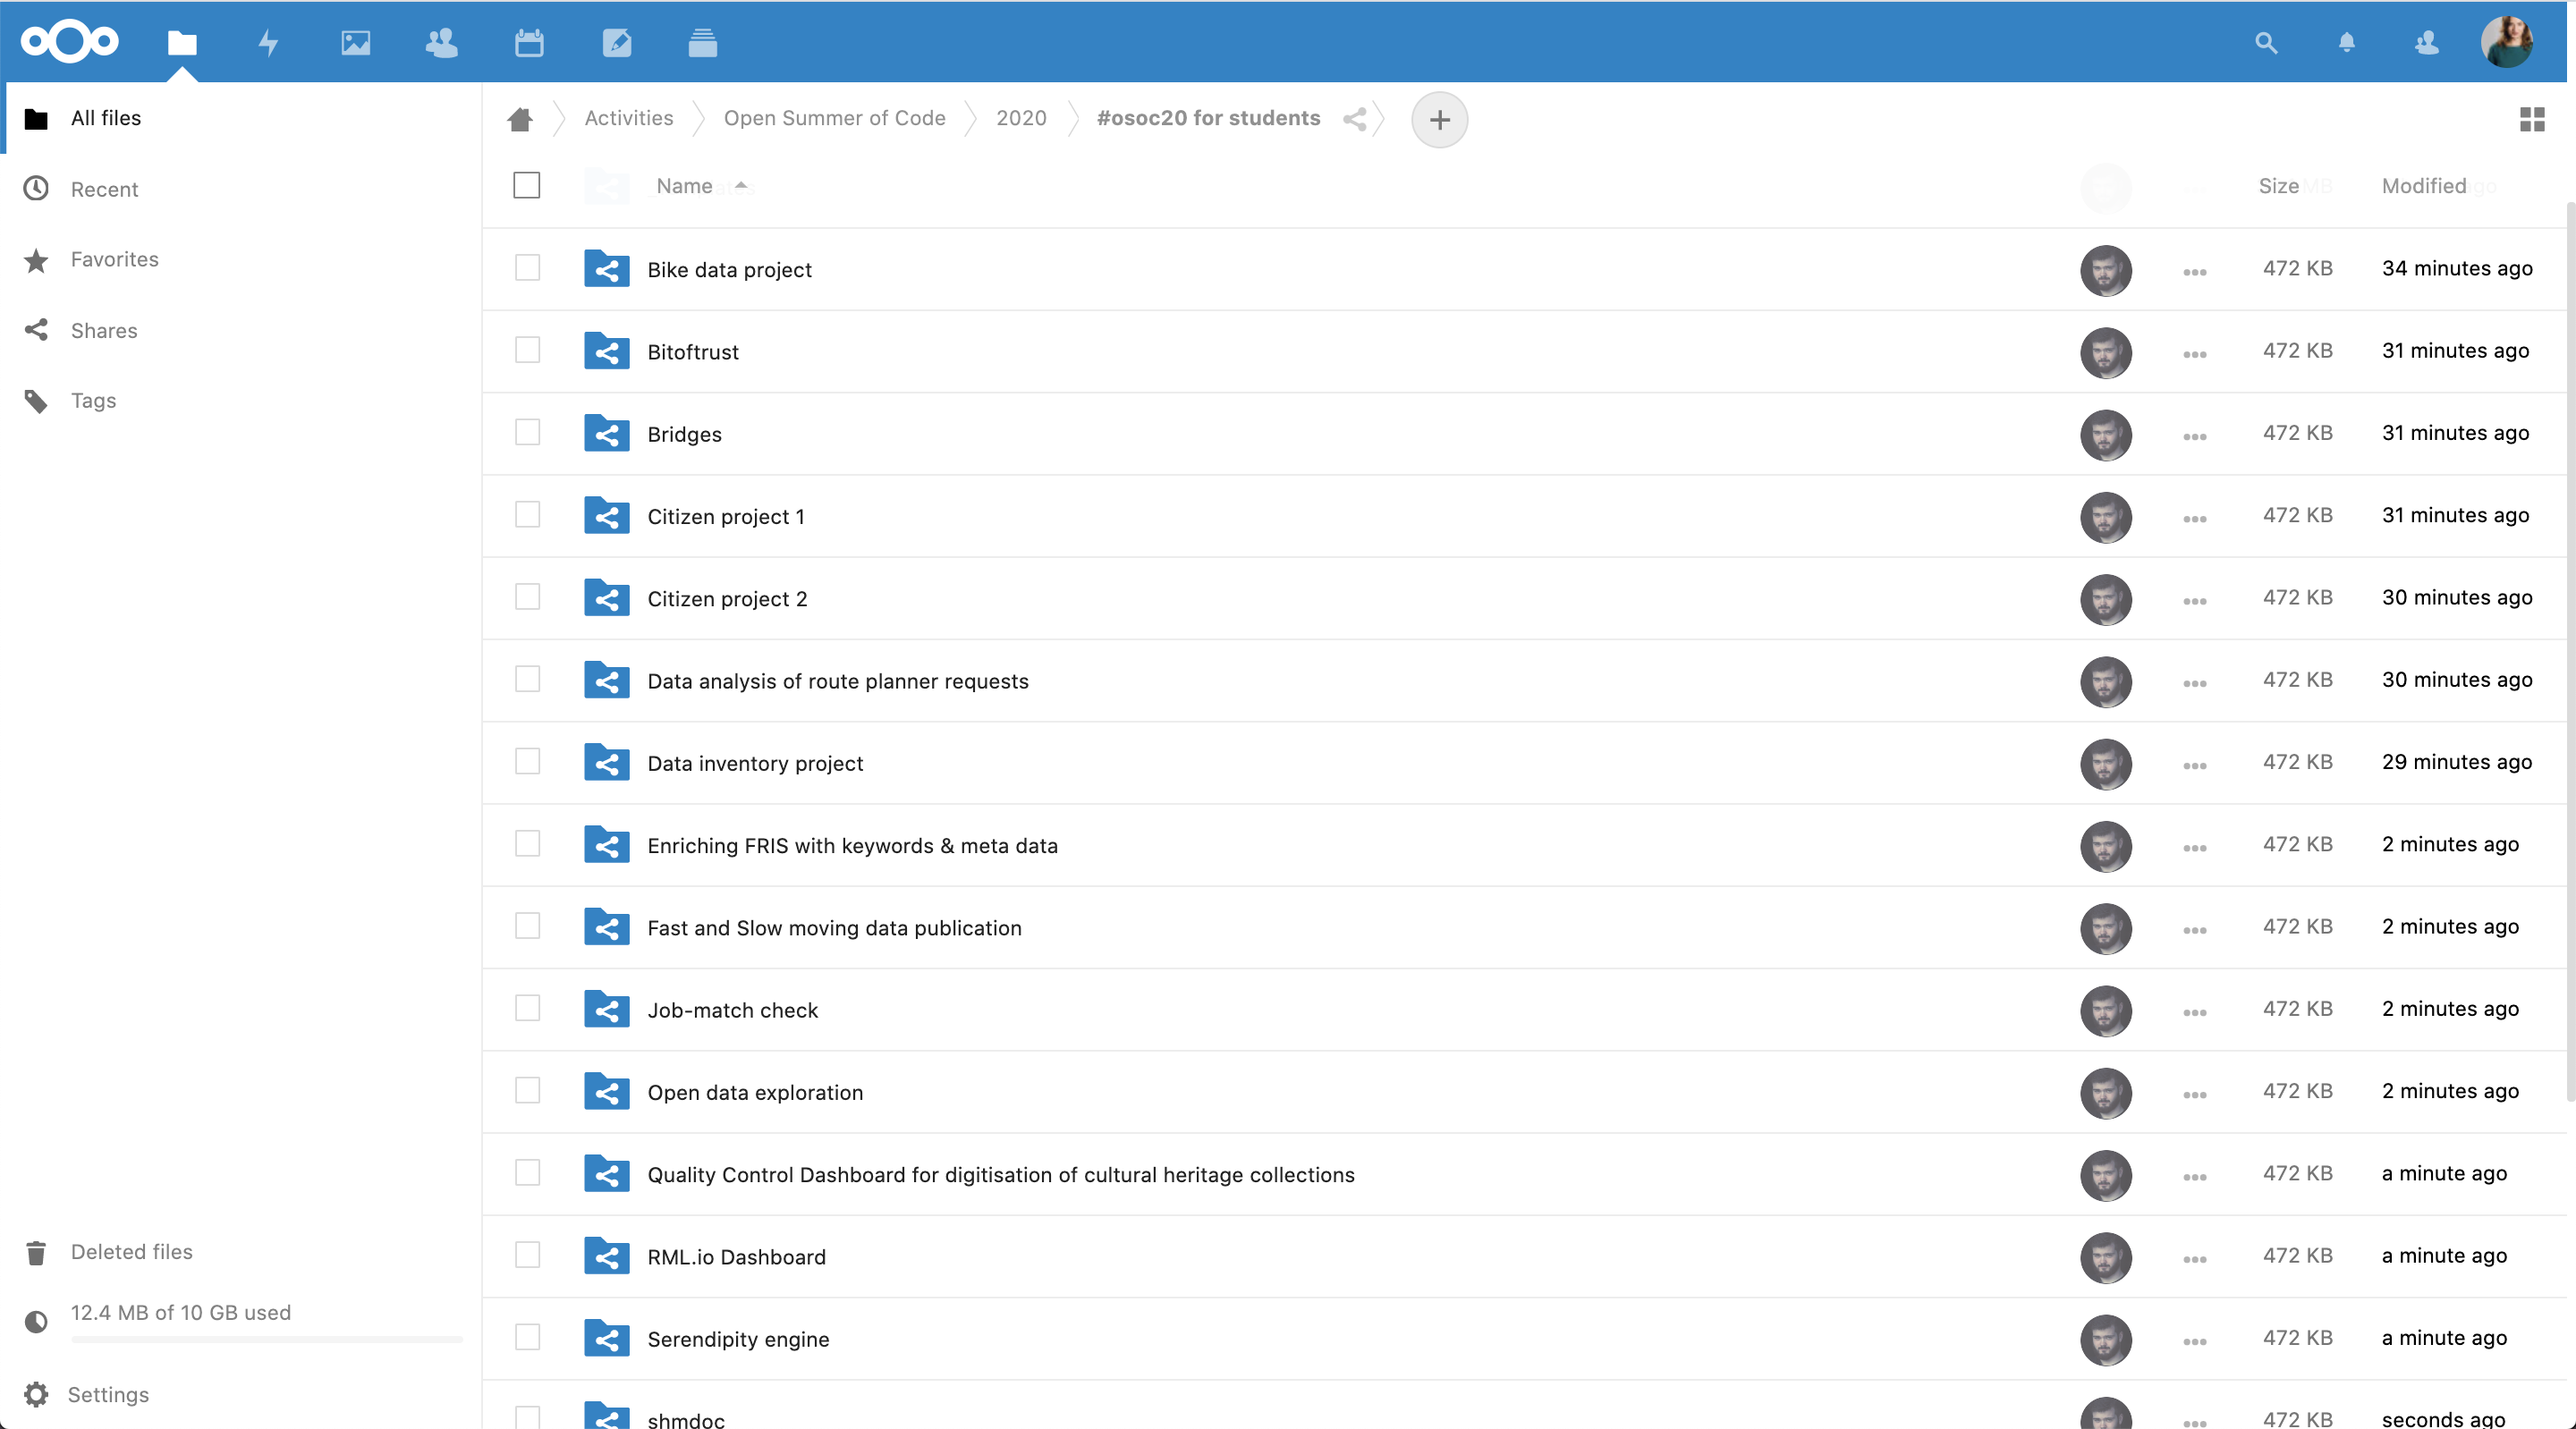 All files
Recent
Favorites
Shares
Tags
Deleted files
12.4 MB of 10 GB used
Settings
Activities Open Summer of Code 2020 #osoc20 for students
Name Size Modified
Bike data project 472 KB 34 minutes ago
Bitoftrust 472 KB 31 minutes ago
Bridges 472 KB 31 minutes ago
Citizen project 1 472 KB 31 minutes ago
Citizen project 2 472 KB 30 minutes ago
Data analysis of route planner requests 472 KB 30 minutes ago
Data inventory project 472 KB 29 minutes ago
Enriching FRIS with keywords & meta data 472 KB 2 minutes ago
Fast and Slow moving data publication 472 KB 2 minutes ago
Job-match check 472 KB 2 minutes ago
Open data exploration 472 KB 2 minutes ago
Quality Control Dashboard for digitisation of cultural heritage collections 472 KB a minute ago
RML.io Dashboard 472 KB a minute ago
Serendipity engine 472 KB a minute ago
shmdoc 472 KB seconds ago